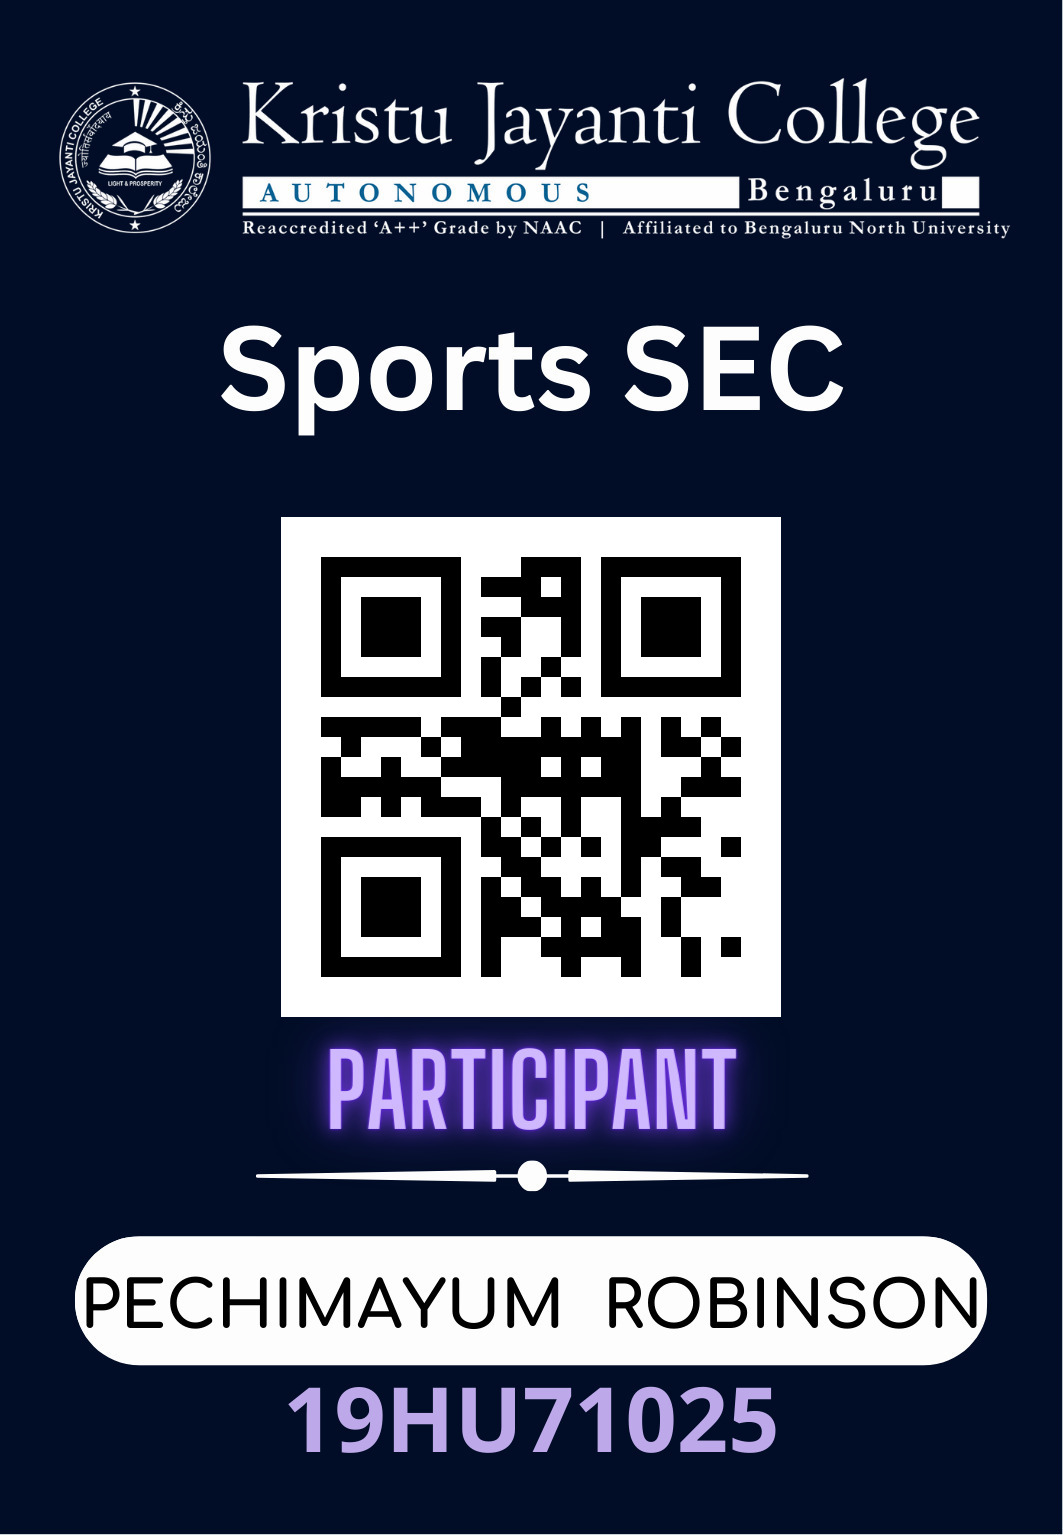 KRISTU JAYANTI COLLEGE
ಕ್ರಿಸ್ತು ಜಯಂತಿ ಕಾಲೇಜು
LIGHT & PROSPERITY
Kristu Jayanti College
AUTONOMOUS Bengaluru
Reaccredited ‘A++’ Grade by NAAC | Affiliated to Bengaluru North University
Sports SEC
PARTICIPANT
PECHIMAYUM ROBINSON
19HU71025